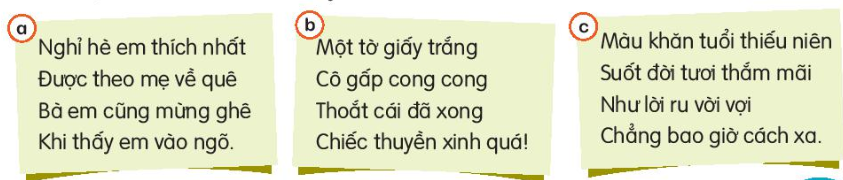 a
Nghỉ hè em thích nhất
Được theo mẹ về quê
Bà em cũng mừng ghê
Khi thấy em vào ngõ.
b
Một tờ giấy trắng
Cô gấp cong cong
Thoắt cái đã xong
Chiếc thuyền xinh quá!
c
Màu khăn tuổi thiếu niên
Suốt đời tươi thắm mãi
Như lời ru vời vợi
Chẳng bao giờ cách xa.